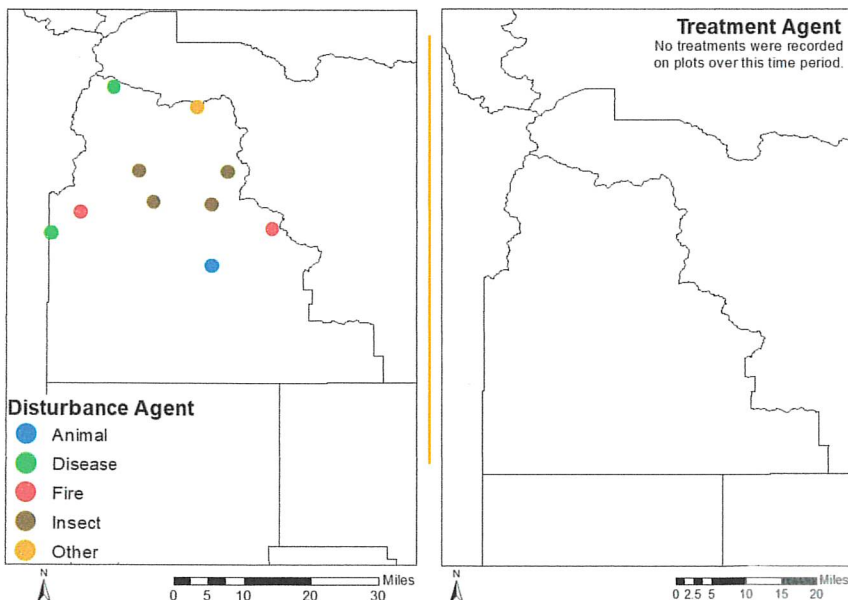 Disturbance Agent
Animal
Disease
Fire
Insect
Other
N
0 5 10 20 30 Miles
Treatment Agent
No treatments were recorded
on plots over this time period.
N
0 2.5 5 10 15 20 Miles